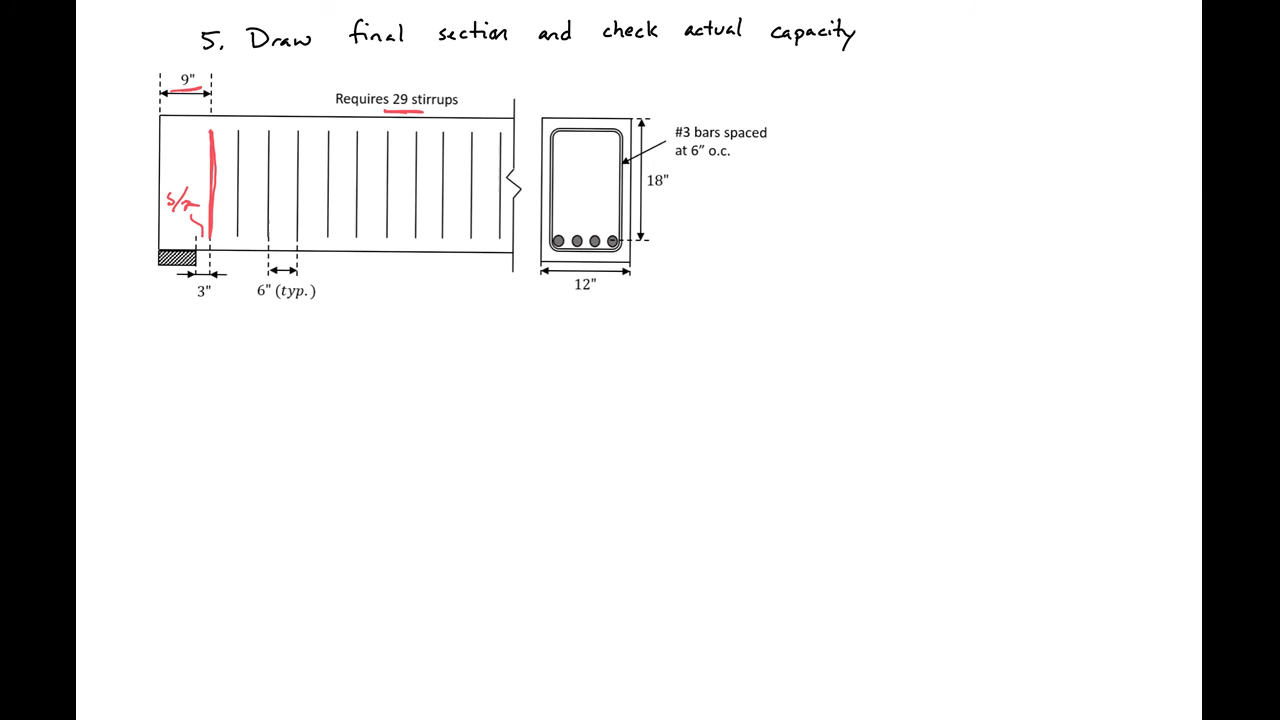 5. Draw final section and check actual capacity
9"
Requires 29 stirrups
#3 bars spaced
at 6" o.c.
18"
s/2
3"
6" (typ.)
12"